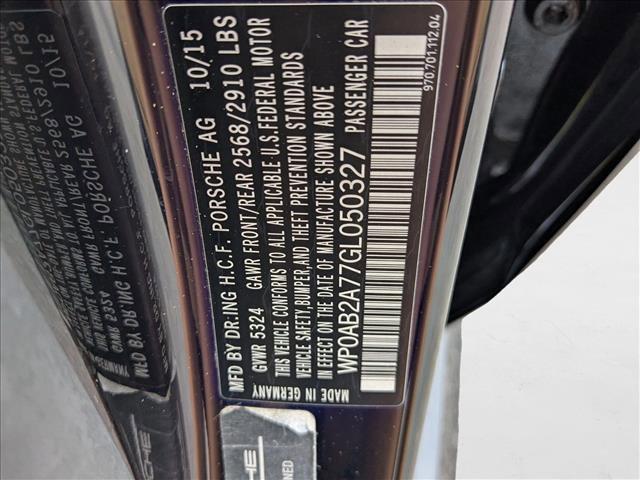 MFD BY DR.ING H.C.F. PORSCHE AG 10/15
GVWR 5324 GAWR FRONT/REAR 2568/2910 LBS
THIS VEHICLE CONFORMS TO ALL APPLICABLE U.S.FEDERAL MOTOR
VEHICLE SAFETY,BUMPER,AND THEFT PREVENTION STANDARDS
IN EFFECT ON THE DATE OF MANUFACTURE SHOWN ABOVE
WP0AB2A77GL050327 PASSENGER CAR
MADE IN GERMANY
970.701.112.04